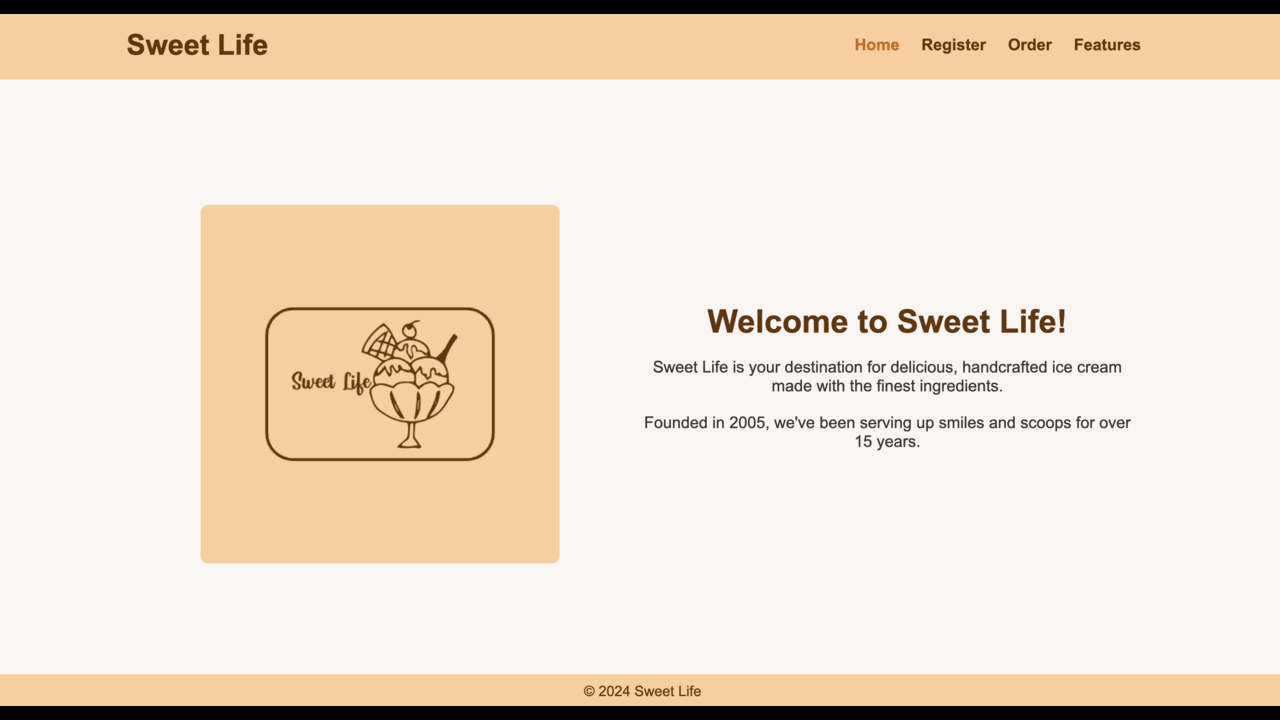 Sweet Life
Home Register Order Features
Sweet Life
Welcome to Sweet Life!
Sweet Life is your destination for delicious, handcrafted ice cream
made with the finest ingredients.
Founded in 2005, we've been serving up smiles and scoops for over
15 years.
© 2024 Sweet Life